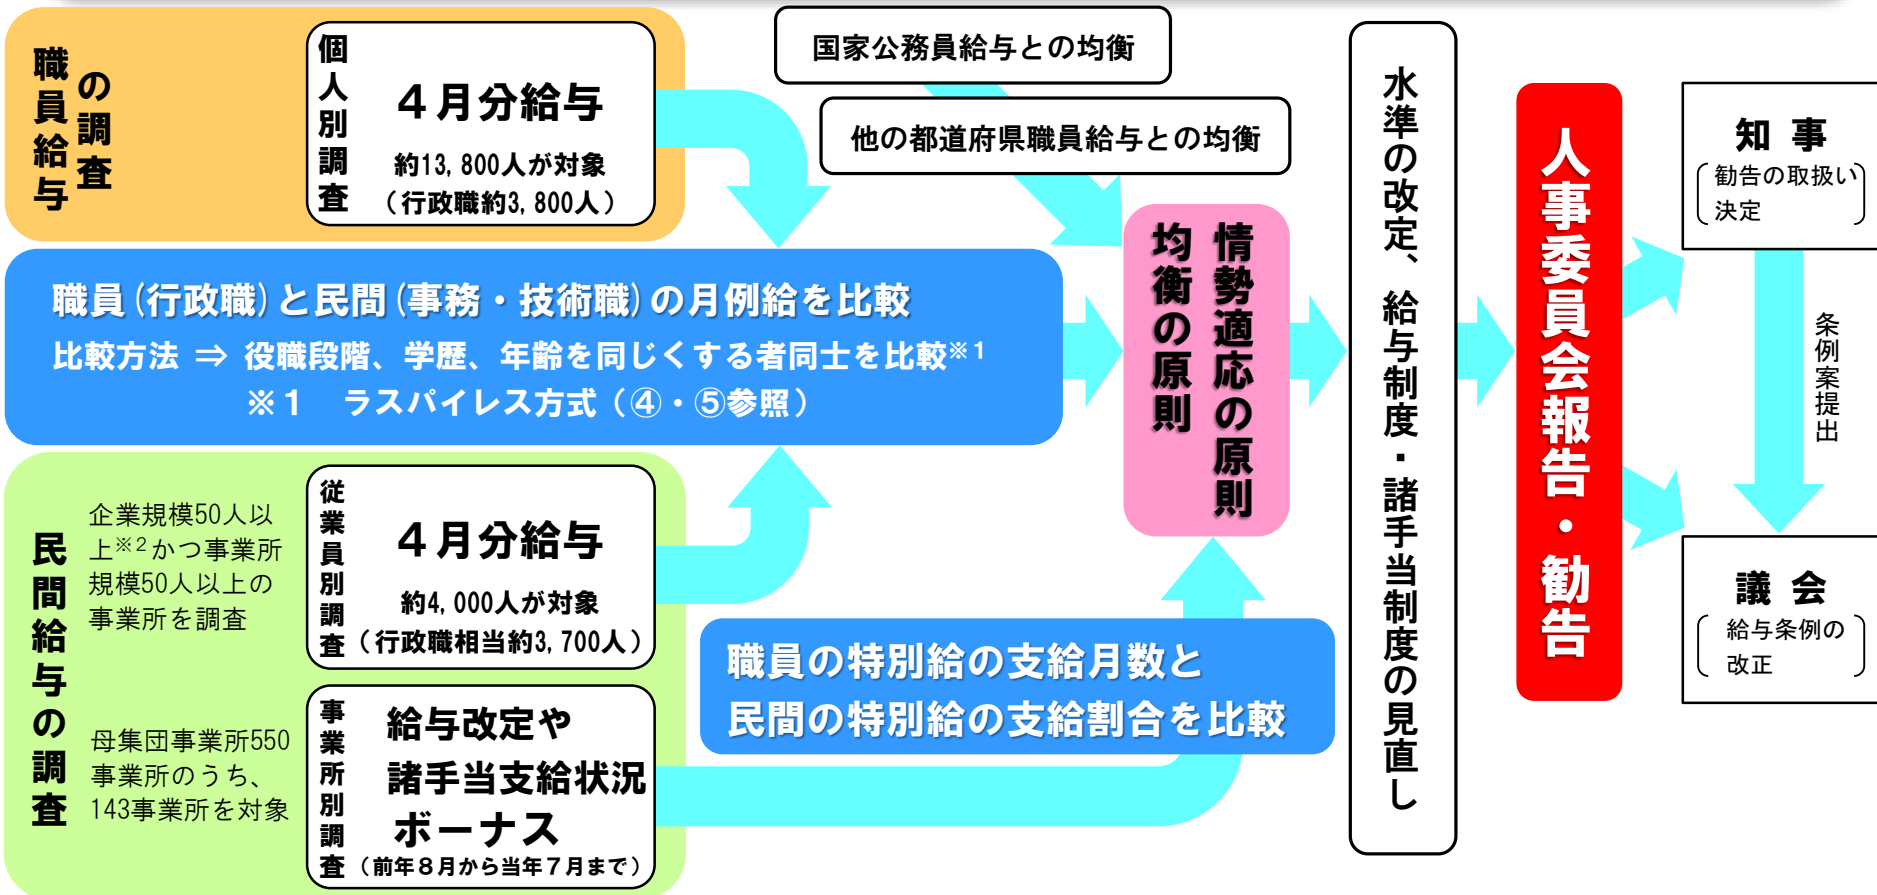 職員給与
の調査
個人別調査
４月分給与
約13,800人が対象
（行政職約3,800人）
国家公務員給与との均衡
他の都道府県職員給与との均衡
職員(行政職)と民間(事務・技術職)の月例給を比較
比較方法 ⇒ 役職段階、学歴、年齢を同じくする者同士を比較※1
※１　ラスパイレス方式（④・⑤参照）
民間給与の調査
企業規模50人以
上※2かつ事業所
規模50人以上の
事業所を調査
従業員別調査
４月分給与
約4,000人が対象
（行政職相当約3,700人）
母集団事業所550
事業所のうち、
143事業所を対象
事業所別調査
給与改定や
諸手当支給状況
ボーナス
（前年８月から当年７月まで）
職員の特別給の支給月数と
民間の特別給の支給割合を比較
情勢適応の原則
均衡の原則
水準の改定、給与制度・諸手当制度の見直し
人事委員会報告・勧告
知 事
勧告の取扱い
決定
条例案提出
議 会
給与条例の
改正